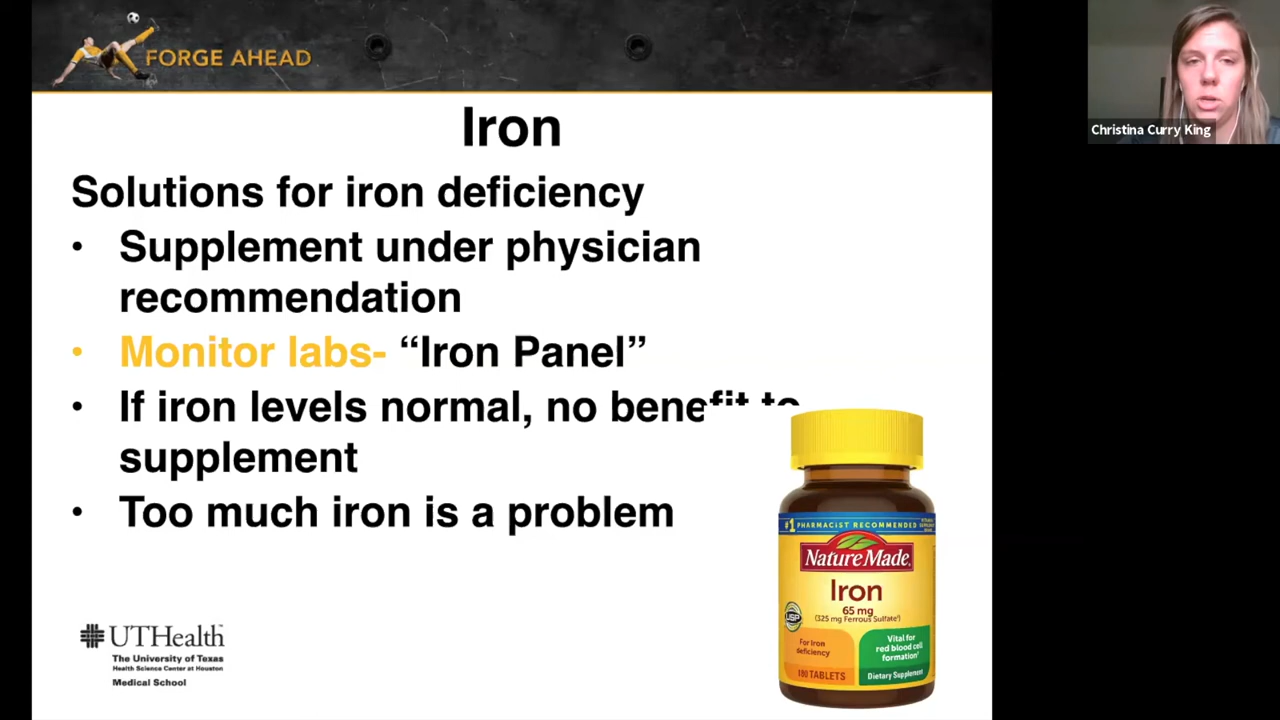 FORGE AHEAD
Christina Curry King
Iron
Solutions for iron deficiency
• Supplement under physician
recommendation
• Monitor labs- “Iron Panel”
• If iron levels normal, no benefit to
supplement
• Too much iron is a problem
#1 PHARMACIST RECOMMENDED
Nature Made
Iron
65 mg
(325 mg Ferrous Sulfate†)
USP
For Iron
deficiency
Vital for
red blood cell
formation†
180 TABLETS
Dietary Supplement
UTHealth
The University of Texas
Health Science Center at Houston
Medical School